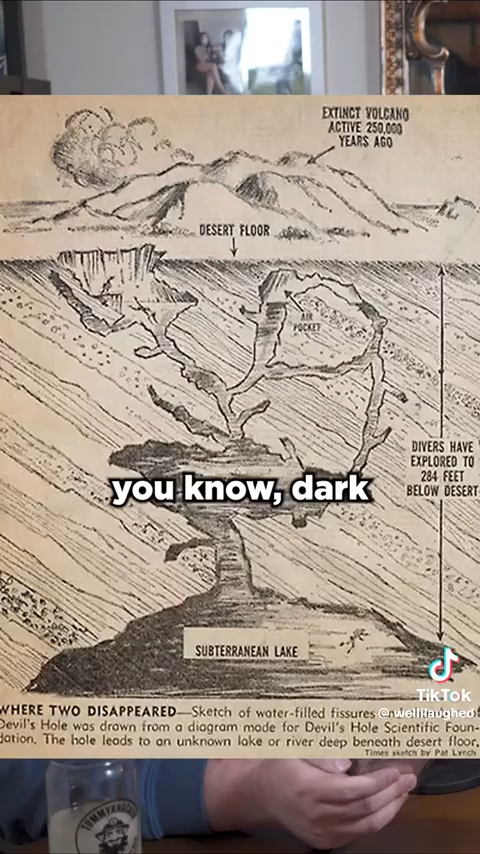 EXTINCT VOLCANO
ACTIVE 250,000
YEARS AGO
DESERT FLOOR
AIR
POCKET
DIVERS HAVE
EXPLORED TO
284 FEET
BELOW DESERT
you know, dark
SUBTERRANEAN LAKE
TikTok
@wellilaughed
WHERE TWO DISAPPEARED—Sketch of water-filled fissures of
Devil's Hole was drawn from a diagram made for Devil's Hole Scientific Foun-
dation. The hole leads to an unknown lake or river deep beneath desert floor.
Times sketch by Pat Lynch
TOMMYKNOCKER